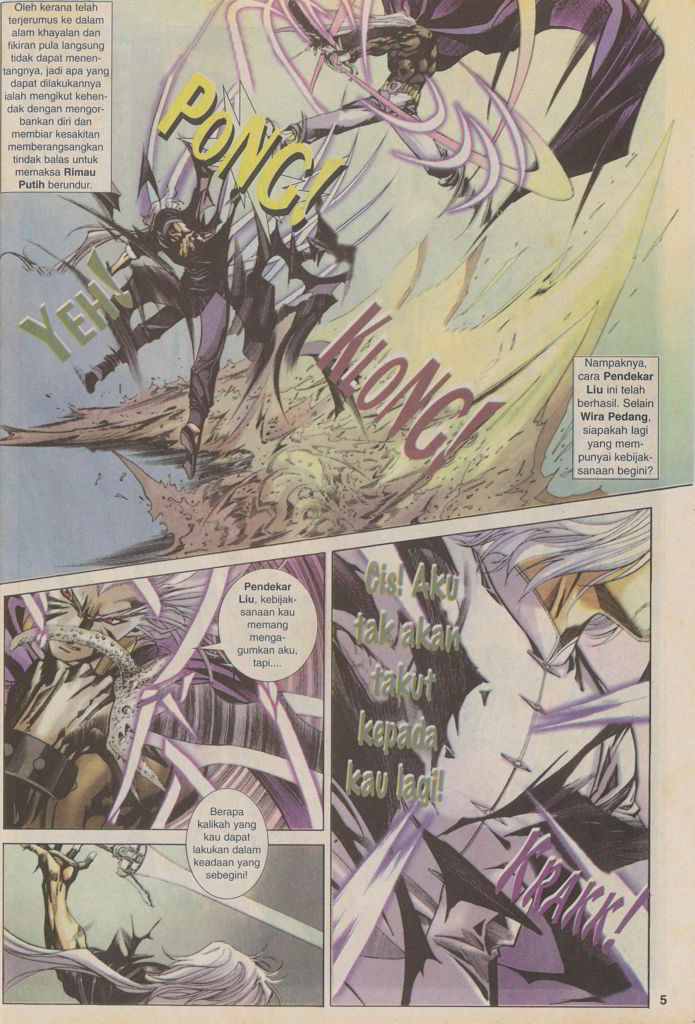 Oleh kerana telah
terjerumus ke dalam
alam khayalan dan
fikiran pula langsung
tidak dapat menen-
tangnya, jadi apa yang
dapat dilakukannya
ialah mengikut kehen-
dak dengan mengor-
bankan diri dan
membiar kesakitan
memberangsangkan
tindak balas untuk
memaksa Rimau
Putih berundur.
PONG!
YEH!
KLONG!
Nampaknya,
cara Pendekar
Liu ini telah
berhasil. Selain
Wira Pedang,
siapakah lagi
yang mem-
punyai kebijak-
sanaan begini?
Pendekar
Liu, kebijak-
sanaan kau
memang
menga-
gumkan aku,
tapi....
Berapa
kalikah yang
kau dapat
lakukan dalam
keadaan yang
sebegini!
Cis! Aku
tak akan
takut
kepada
kau lagi!
KRAKK!
5